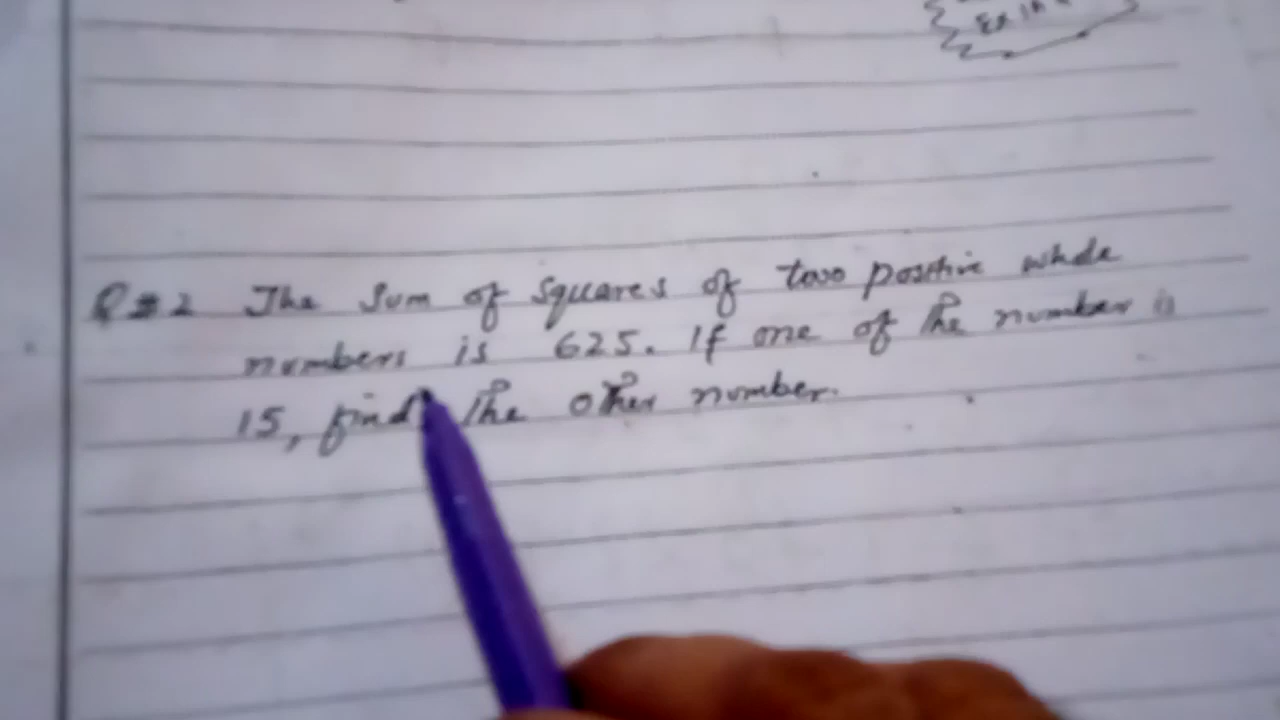 Ex
Q#2 The Sum of squares of two positive whole
numbers is 625. If one of the number is
15, find the other number.